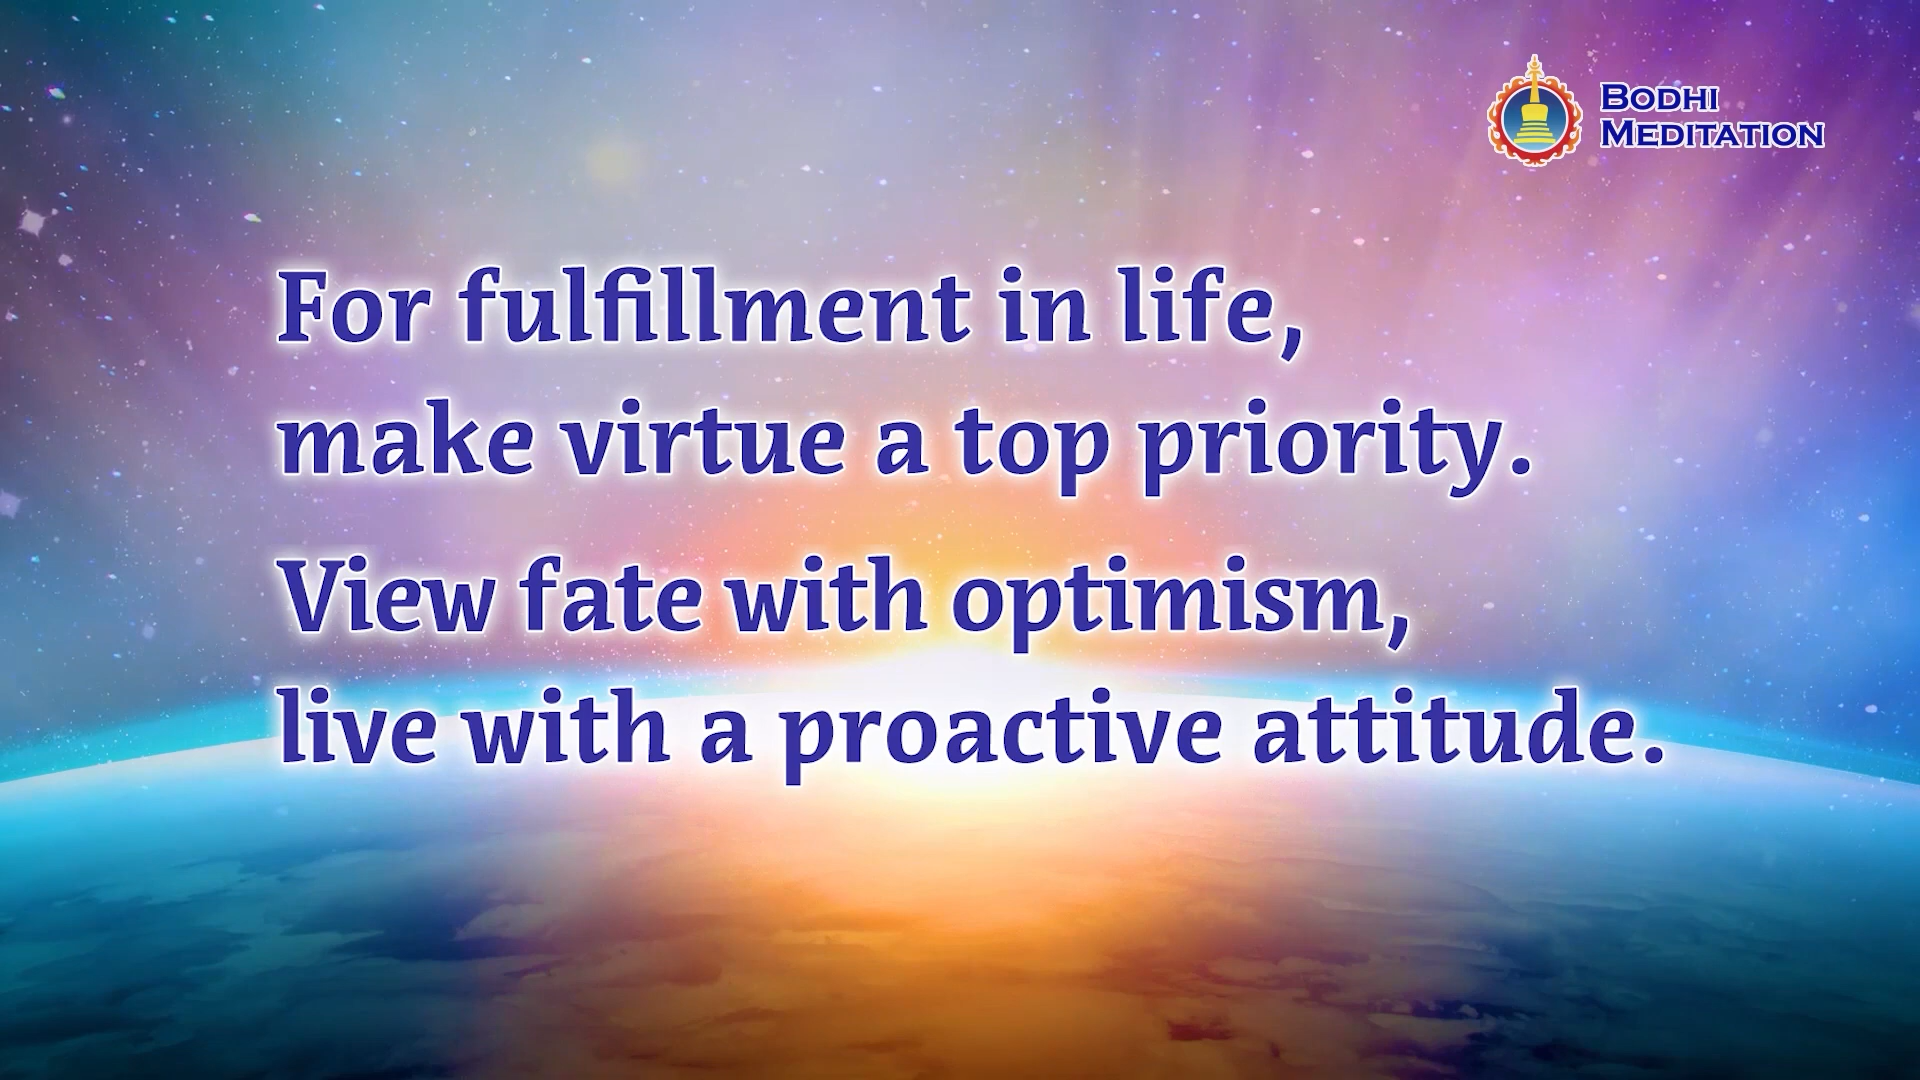 BODHI
MEDITATION
For fulfillment in life,
make virtue a top priority.
View fate with optimism,
live with a proactive attitude.